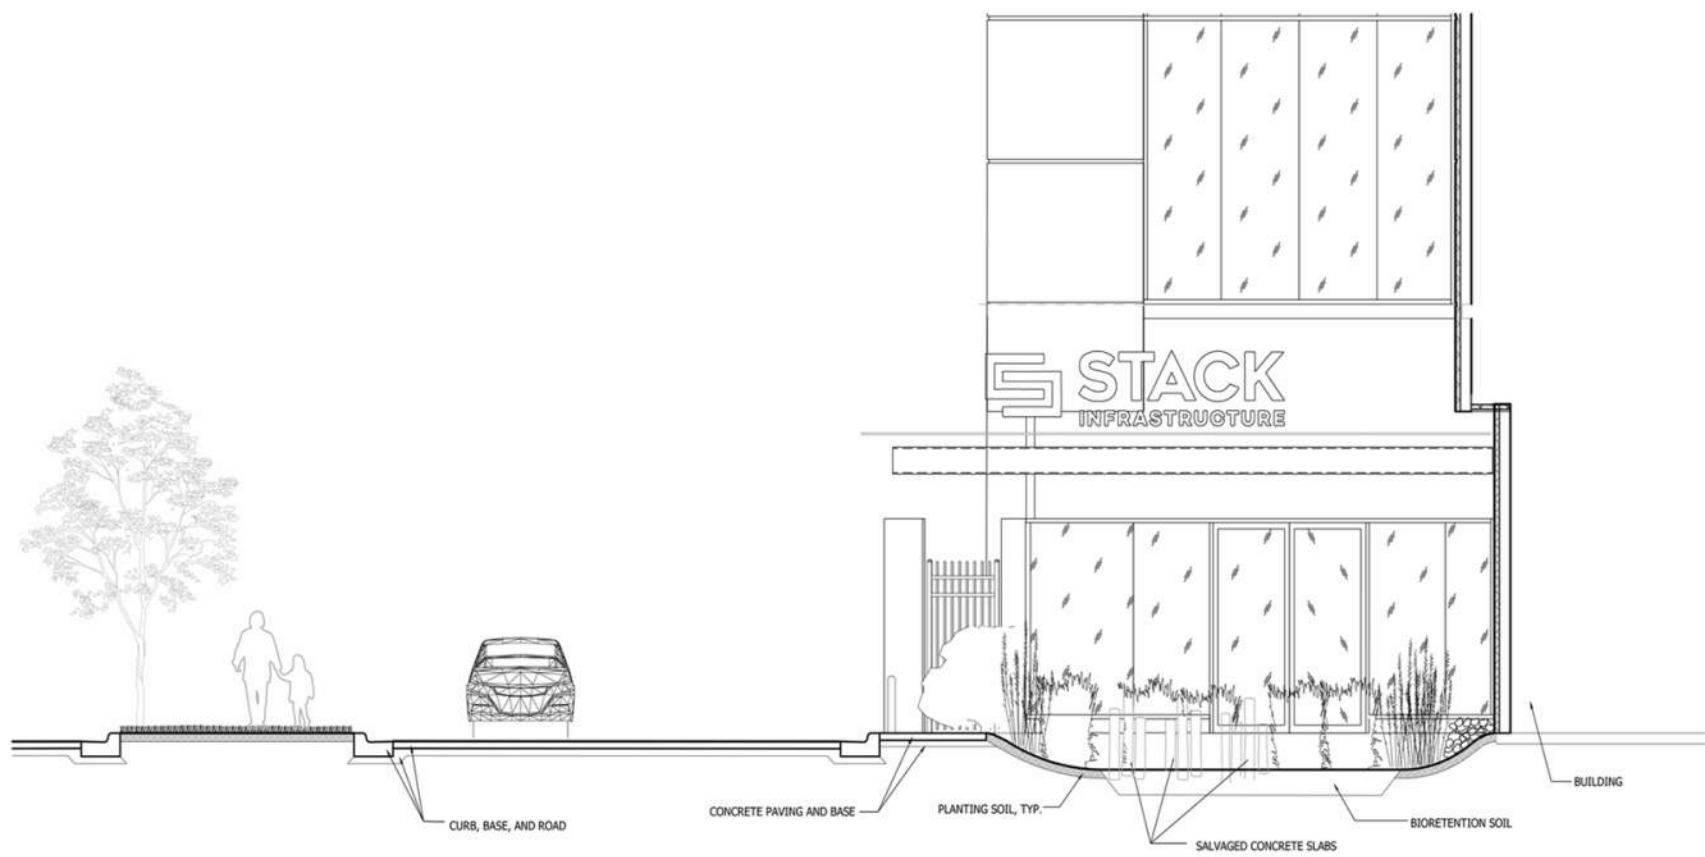 STACK
INFRASTRUCTURE
BUILDING
CONCRETE PAVING AND BASE
PLANTING SOIL, TYP.
CURB, BASE, AND ROAD
BIORETENTION SOIL
SALVAGED CONCRETE SLABS